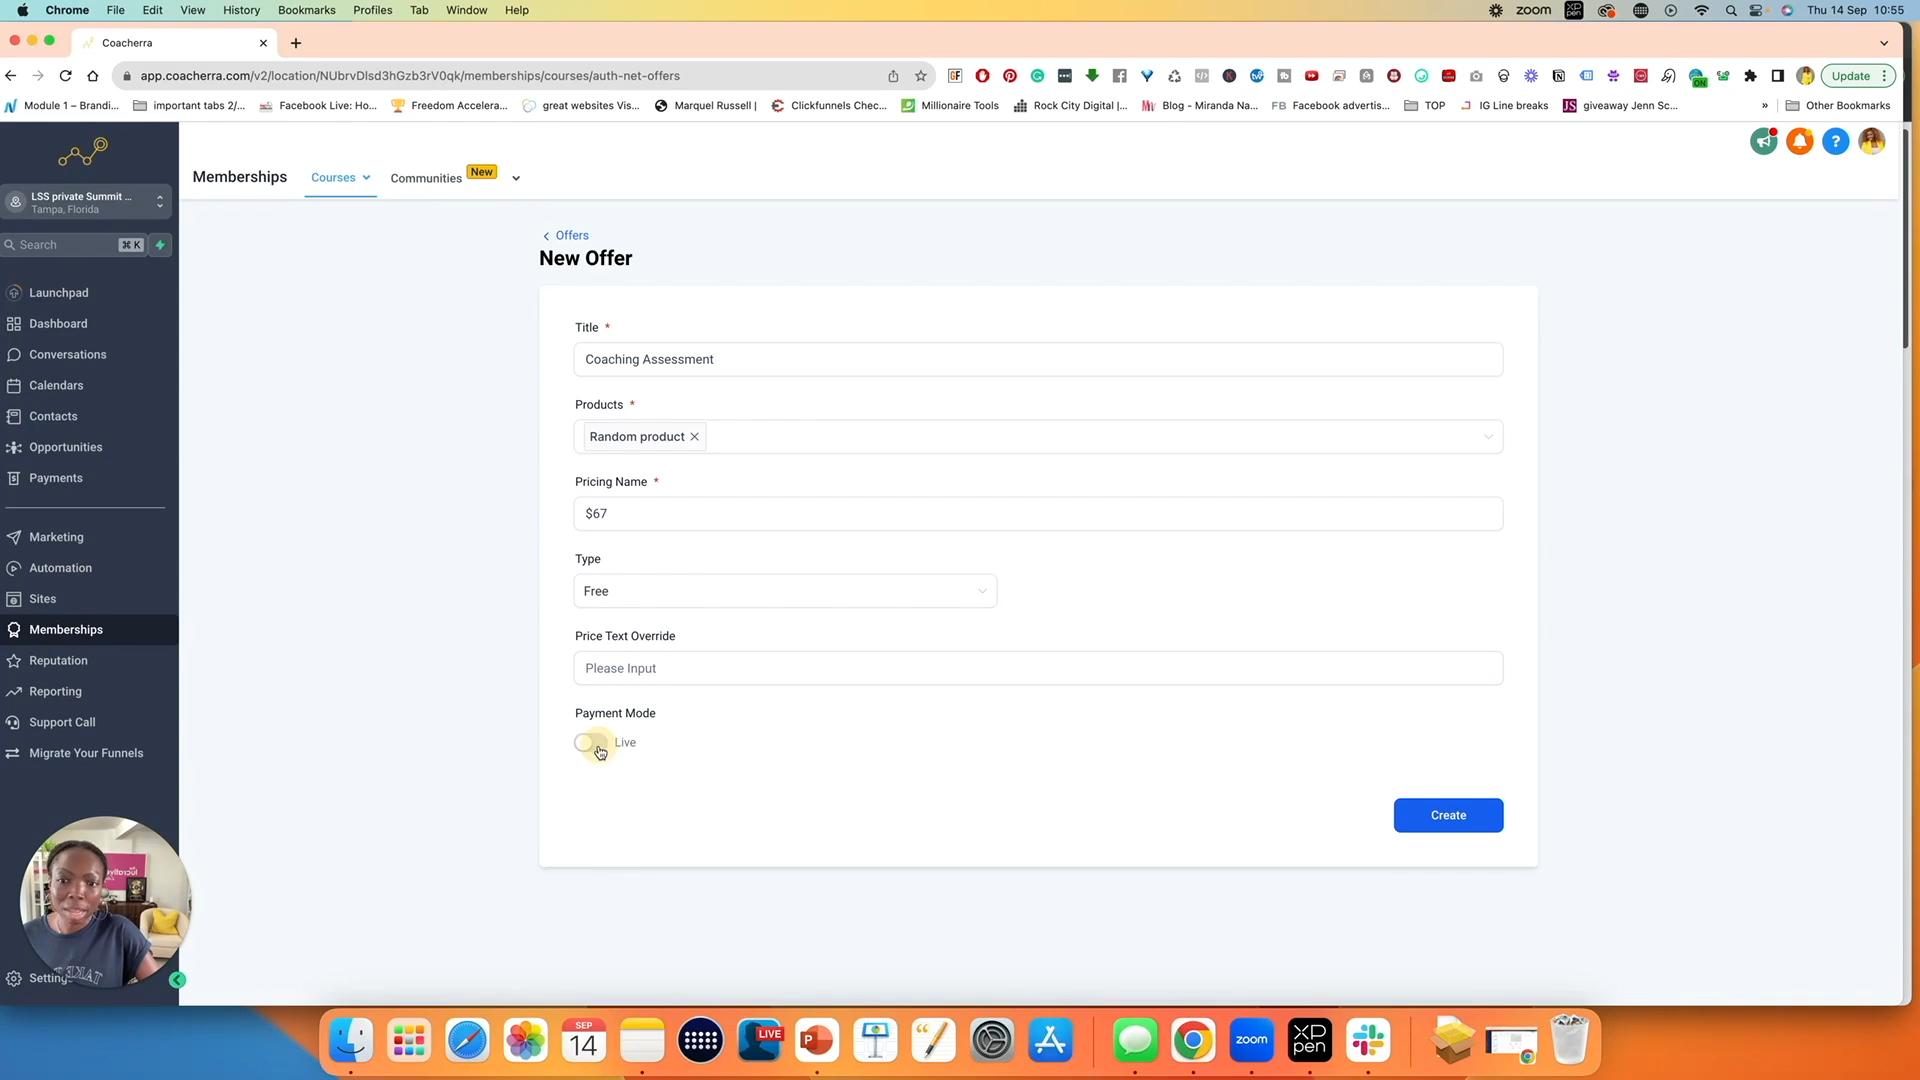 Chrome File Edit View History Bookmarks Profiles Tab Window Help
zoom XP PEN Thu 14 Sep 10:55
Coacherra
app.coacherra.com/v2/location/NUbrvDlsd3hGzb3rV0qk/memberships/courses/auth-net-offers
Update
Module 1 – Brandi... important tabs 2/... Facebook Live: Ho... Freedom Accelera... great websites Vis... Marquel Russell | Clickfunnels Chec... Millionaire Tools Rock City Digital |... Blog - Miranda Na... FB Facebook advertis... TOP IG Line breaks JS giveaway Jenn Sc... » Other Bookmarks
Memberships Courses Communities New
LSS private Summit ...
Tampa, Florida
Search ⌘ K
Launchpad
Dashboard
Conversations
Calendars
Contacts
Opportunities
Payments
Marketing
Automation
Sites
Memberships
Reputation
Reporting
Support Call
Migrate Your Funnels
Offers
New Offer
Title *
Coaching Assessment
Products *
Random product
Pricing Name *
$67
Type
Free
Price Text Override
Please Input
Payment Mode
Live
Create
SEP
14
LIVE
zoom
XP
PEN